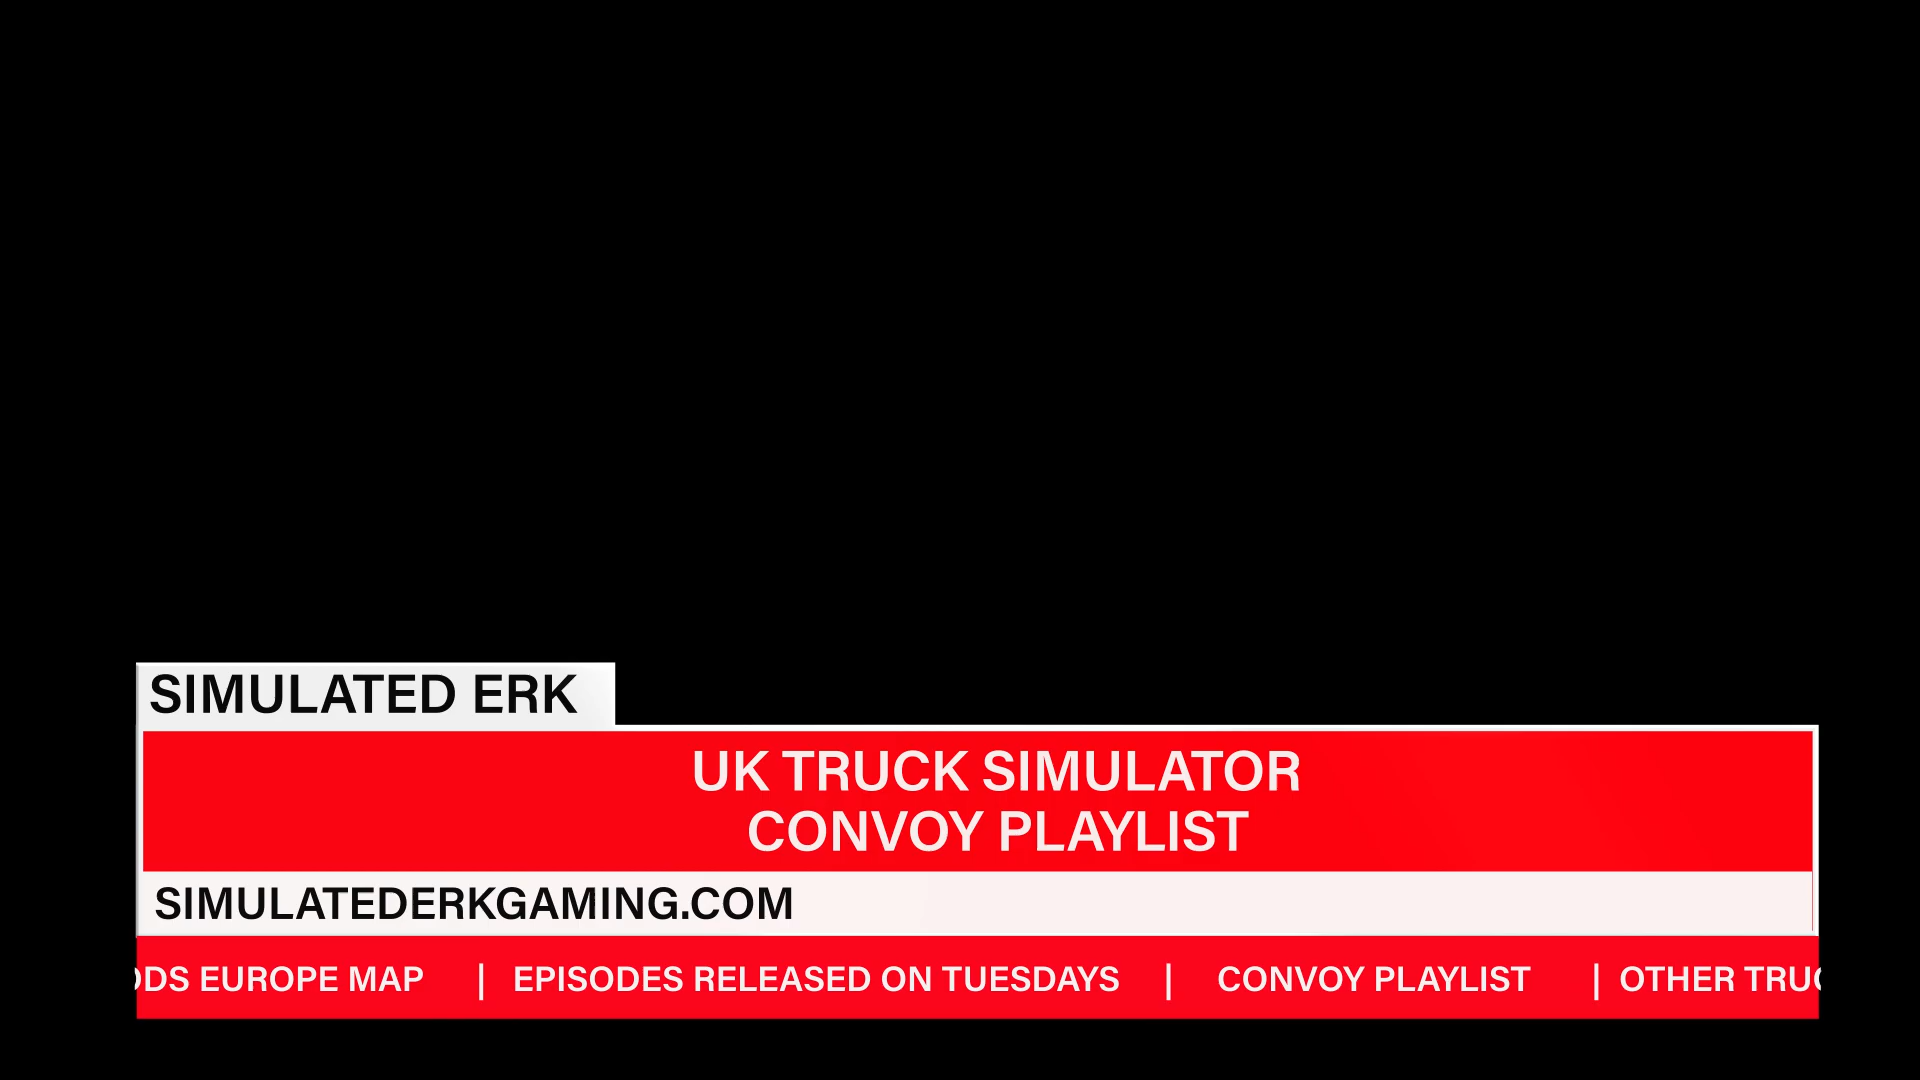 SIMULATED ERK
UK TRUCK SIMULATOR
CONVOY PLAYLIST
SIMULATEDERKGAMING.COM
EUROPE MAP | EPISODES RELEASED ON TUESDAYS | CONVOY PLAYLIST | OTHER